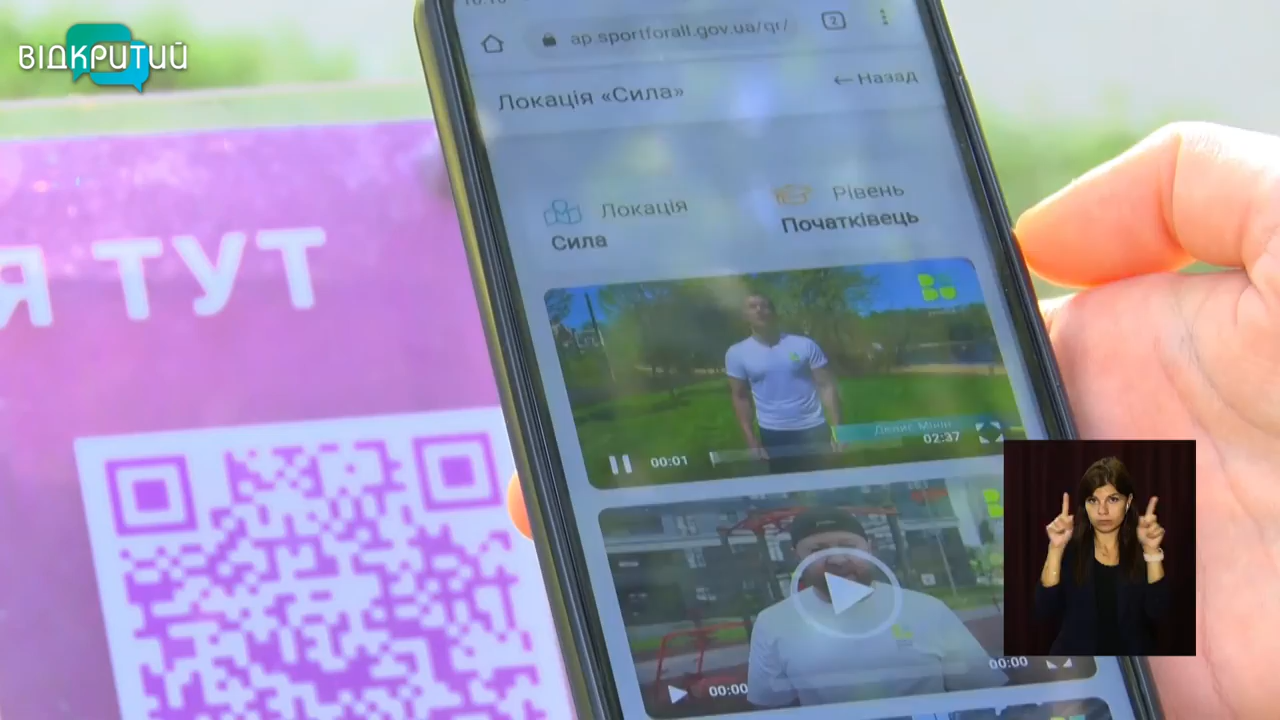 ВІДКРИТИЙ
ap.sportforall.gov.ua/qr/
2
Локація «Сила»
←Назад
Локація
Сила
Рівень
Початківець
Я ТУТ
02:37
00:01
00:00
00:00